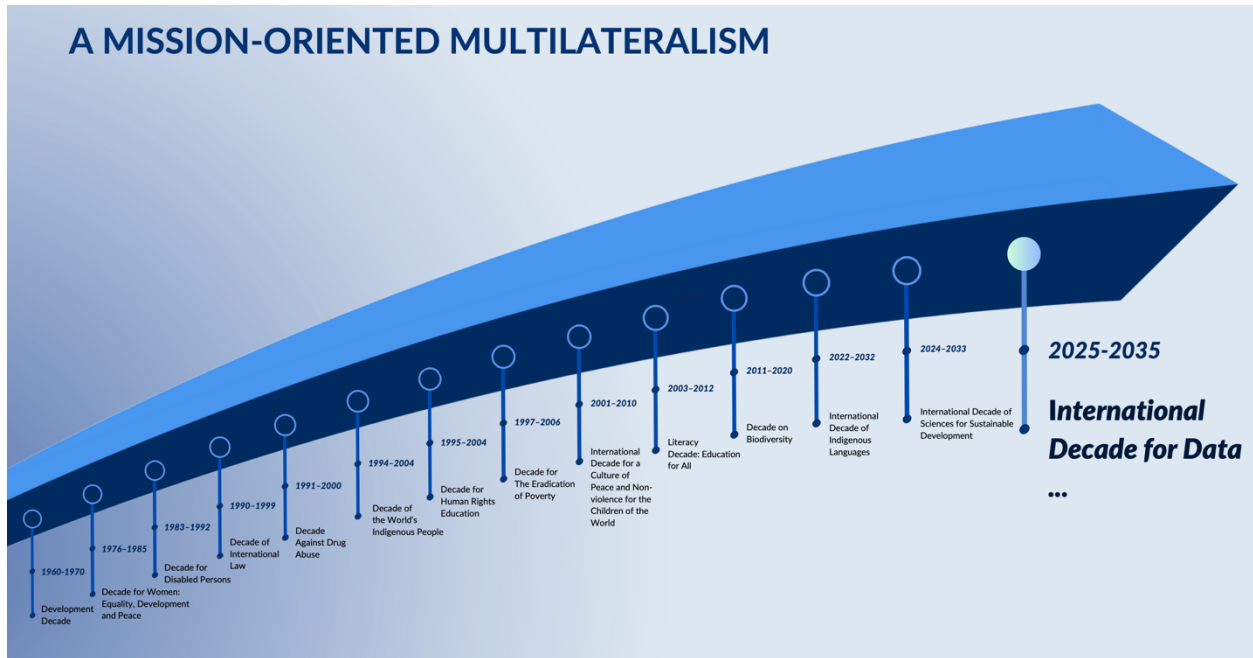 A MISSION-ORIENTED MULTILATERALISM
1960-1970
Development
Decade
1976–1985
Decade for Women:
Equality, Development
and Peace
1983–1992
Decade for
Disabled Persons
1990–1999
Decade of
International
Law
1991–2000
Decade
Against Drug
Abuse
1994–2004
Decade of
the World's
Indigenous People
1995–2004
Decade for
Human Rights
Education
1997–2006
Decade for
The Eradication
of Poverty
2001–2010
International
Decade for a
Culture of
Peace and Non-
violence for the
Children of the
World
2003–2012
Literacy
Decade: Education
for All
2011–2020
Decade on
Biodiversity
2022–2032
International
Decade of
Indigenous
Languages
2024–2033
International Decade of
Sciences for Sustainable
Development
2025-2035
International
Decade for Data
...